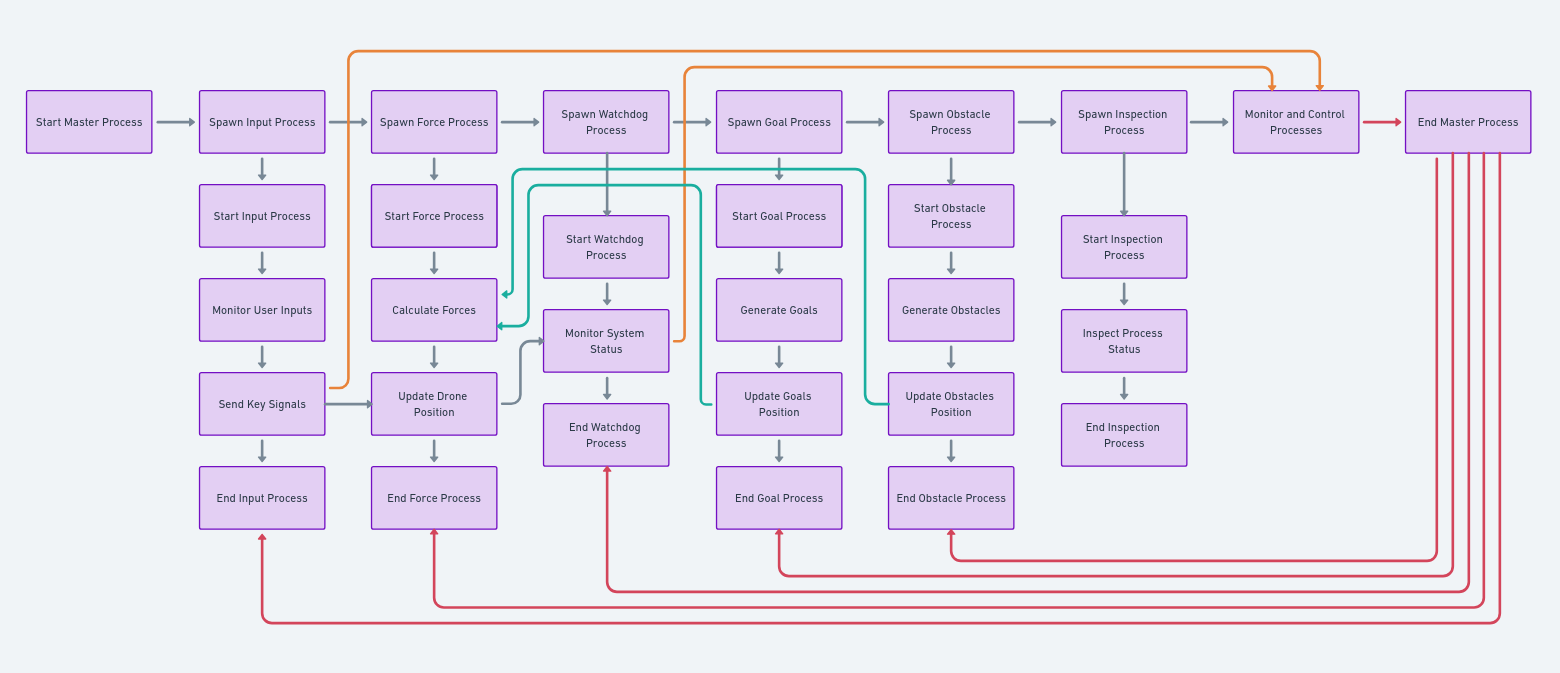 Start Master Process
Spawn Input Process
Spawn Force Process
Spawn Watchdog
Process
Spawn Goal Process
Spawn Obstacle
Process
Spawn Inspection
Process
Monitor and Control
Processes
End Master Process
Start Input Process
Start Force Process
Start Watchdog
Process
Start Goal Process
Start Obstacle
Process
Start Inspection
Process
Monitor User Inputs
Calculate Forces
Monitor System
Status
Generate Goals
Generate Obstacles
Inspect Process
Status
Send Key Signals
Update Drone
Position
End Watchdog
Process
Update Goals
Position
Update Obstacles
Position
End Inspection
Process
End Input Process
End Force Process
End Goal Process
End Obstacle Process